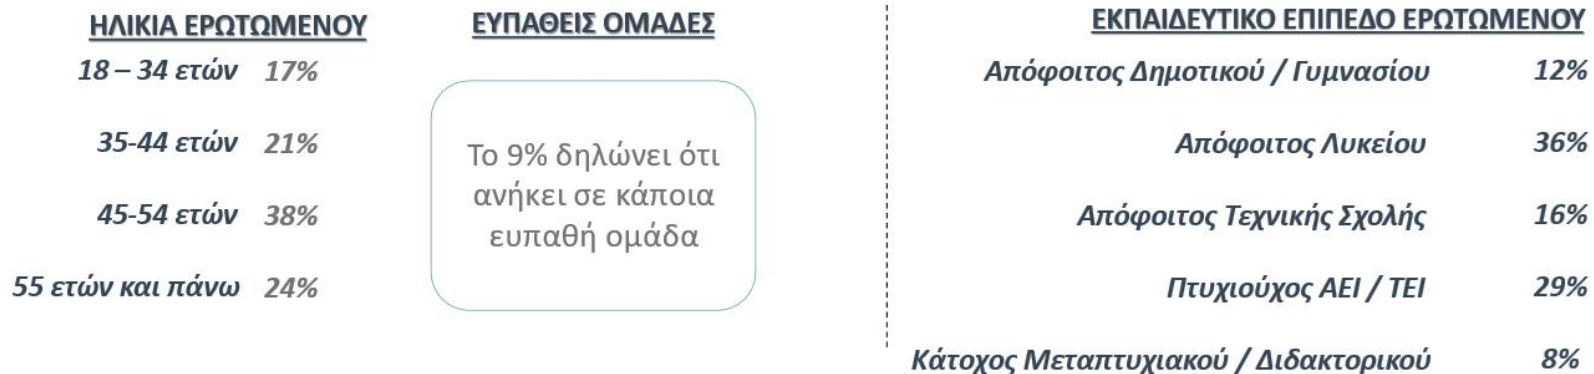 ΗΛΙΚΙΑ ΕΡΩΤΩΜΕΝΟΥ
18 – 34 ετών 17%
35-44 ετών 21%
45-54 ετών 38%
55 ετών και πάνω 24%
ΕΥΠΑΘΕΙΣ ΟΜΑΔΕΣ
Το 9% δηλώνει ότι
ανήκει σε κάποια
ευπαθή ομάδα
ΕΚΠΑΙΔΕΥΤΙΚΟ ΕΠΙΠΕΔΟ ΕΡΩΤΩΜΕΝΟΥ
Απόφοιτος Δημοτικού / Γυμνασίου 12%
Απόφοιτος Λυκείου 36%
Απόφοιτος Τεχνικής Σχολής 16%
Πτυχιούχος ΑΕΙ / ΤΕΙ 29%
Κάτοχος Μεταπτυχιακού / Διδακτορικού 8%